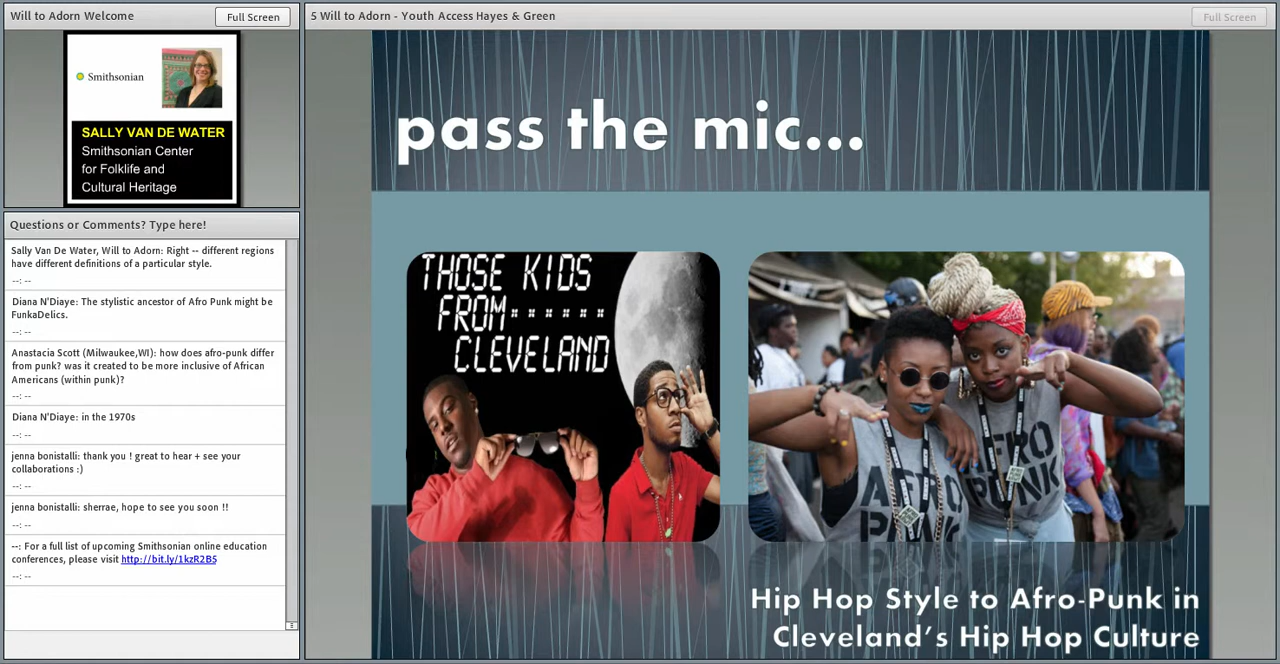 Will to Adorn Welcome
Full Screen
Smithsonian
SALLY VAN DE WATER
Smithsonian Center
for Folklife and
Cultural Heritage
Questions or Comments? Type here!
Sally Van De Water, Will to Adorn: Right -- different regions
have different definitions of a particular style.
--: --
Diana N'Diaye: The stylistic ancestor of Afro Punk might be
FunkaDelics.
--: --
Anastacia Scott (Milwaukee,WI): how does afro-punk differ
from punk? was it created to be more inclusive of African
Americans (within punk)?
--: --
Diana N'Diaye: in the 1970s
--: --
jenna bonistalli: thank you ! great to hear + see your
collaborations :)
--: --
jenna bonistalli: sherrae, hope to see you soon !!
--: --
--: For a full list of upcoming Smithsonian online education
conferences, please visit http://bit.ly/1kzR2B5
--: --
5 Will to Adorn - Youth Access Hayes & Green
Full Screen
pass the mic...
THOSE KIDS
FROM
CLEVELAND
AFRO
PUNK
AFRO
PUNK
Hip Hop Style to Afro-Punk in
Cleveland's Hip Hop Culture